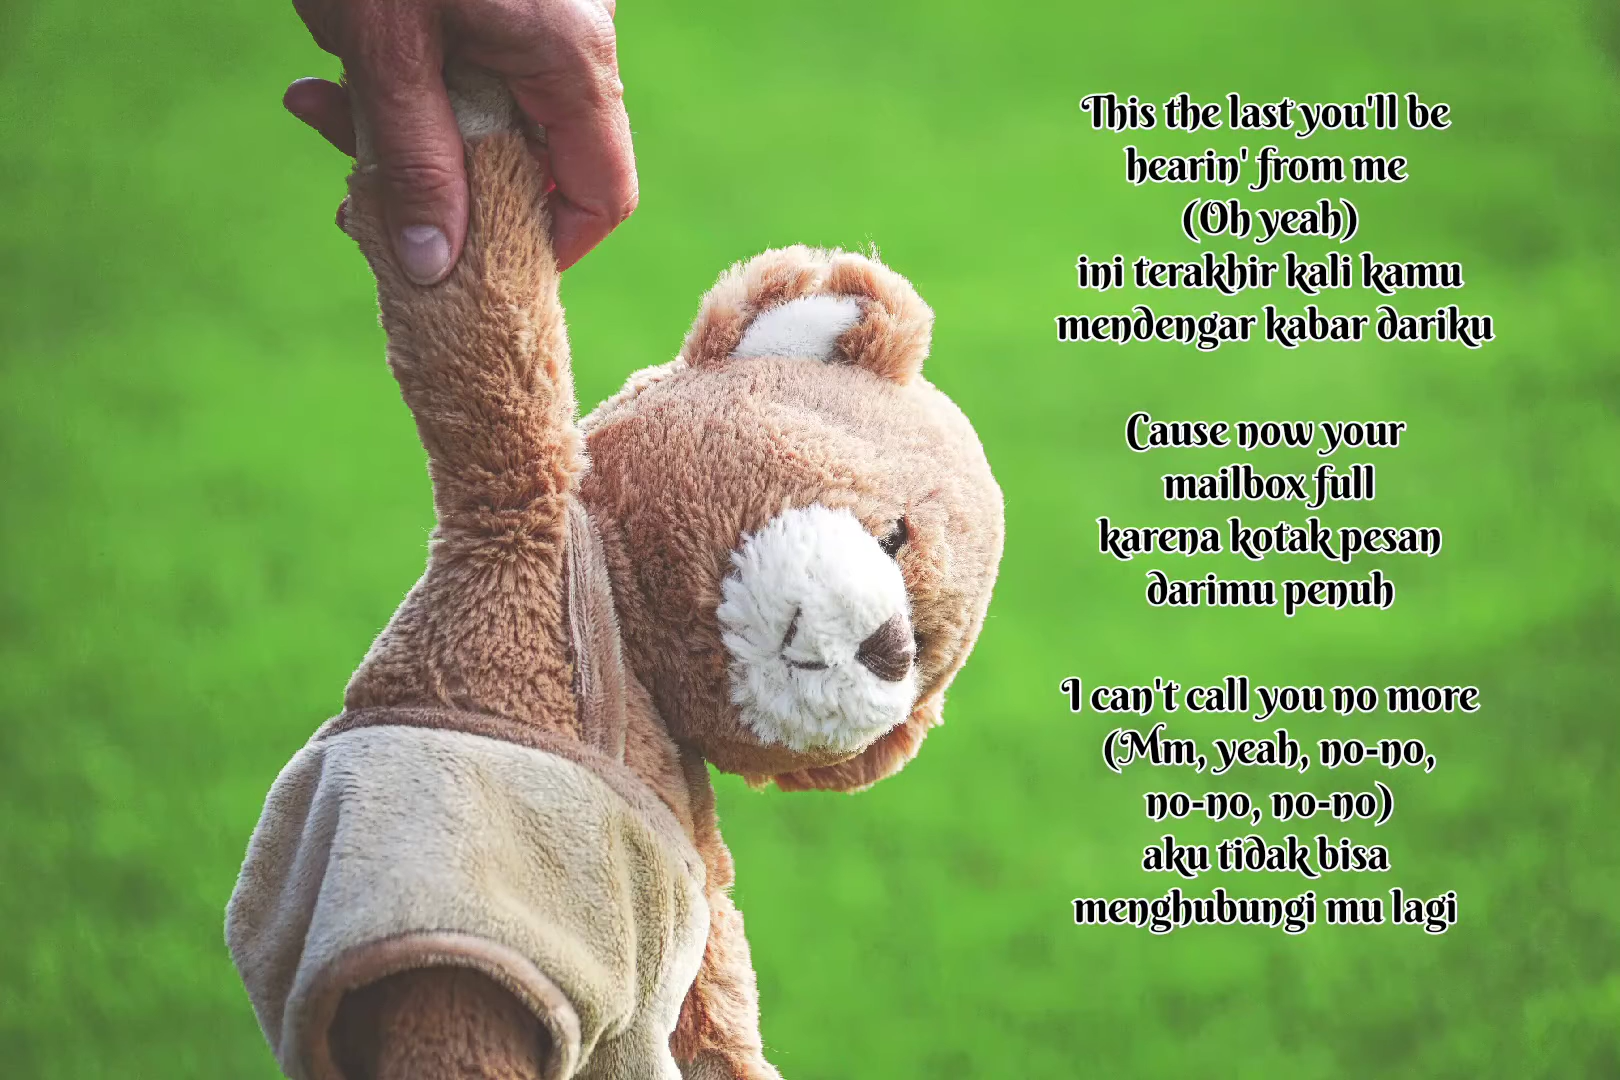 This the last you'll be
hearin' from me
(Oh yeah)
ini terakhir kali kamu
mendengar kabar dariku
Cause now your
mailbox full
karena kotak pesan
darimu penuh
I can't call you no more
(Mm, yeah, no-no,
no-no, no-no)
aku tidak bisa
menghubungi mu lagi